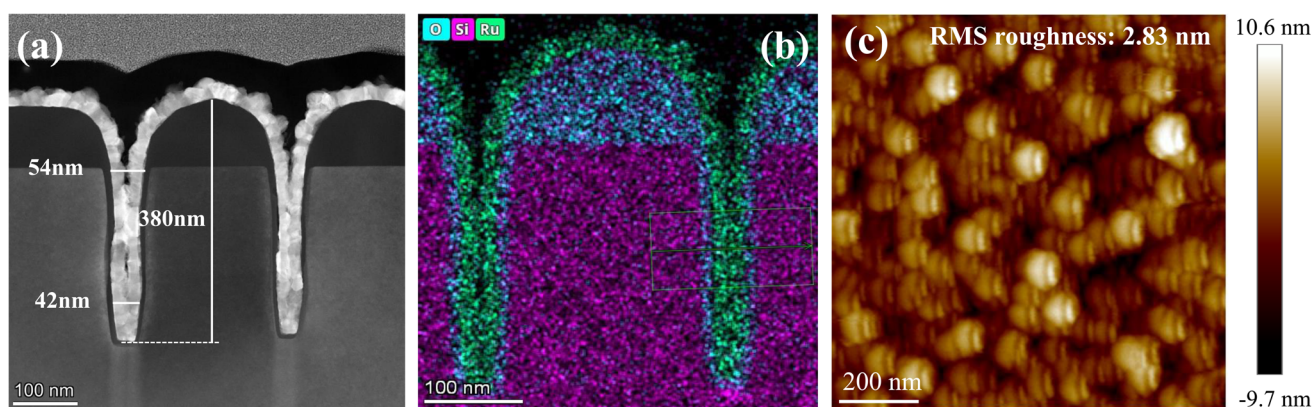 (a)
54nm
380nm
42nm
100 nm
O Si Ru
(b)
100 nm
(c)
RMS roughness: 2.83 nm
200 nm
10.6 nm
-9.7 nm